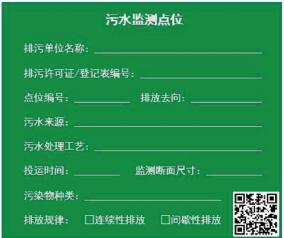 污水监测点位
排污单位名称：
排污许可证/登记表编号：
点位编号： 排放去向：
污水来源：
污水处理工艺：
投运时间： 监测断面尺寸：
污染物种类：
排放规律： □连续性排放 □间歇性排放